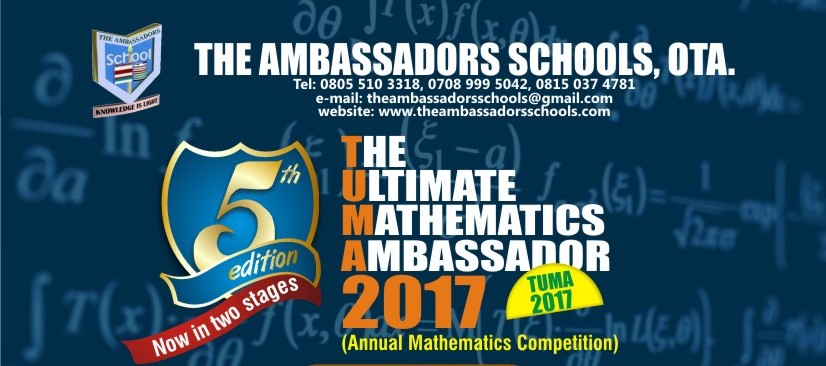 THE AMBASSADORS
School
KNOWLEDGE IS LIGHT
THE AMBASSADORS SCHOOLS, OTA.
Tel: 0805 510 3318, 0708 999 5042, 0815 037 4781
e-mail: theambassadorsschools@gmail.com
website: www.theambassadorsschools.com
5th
edition
Now in two stages
THE
ULTIMATE
MATHEMATICS
AMBASSADOR
2017
TUMA
2017
(Annual Mathematics Competition)